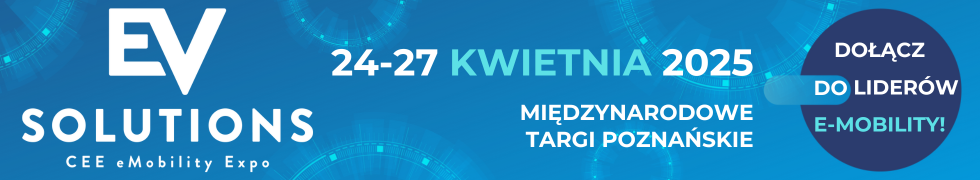 EV
SOLUTIONS
CEE eMobility Expo
24-27 KWIETNIA 2025
MIĘDZYNARODOWE
TARGI POZNAŃSKIE
DOŁĄCZ
DO LIDERÓW
E-MOBILITY!